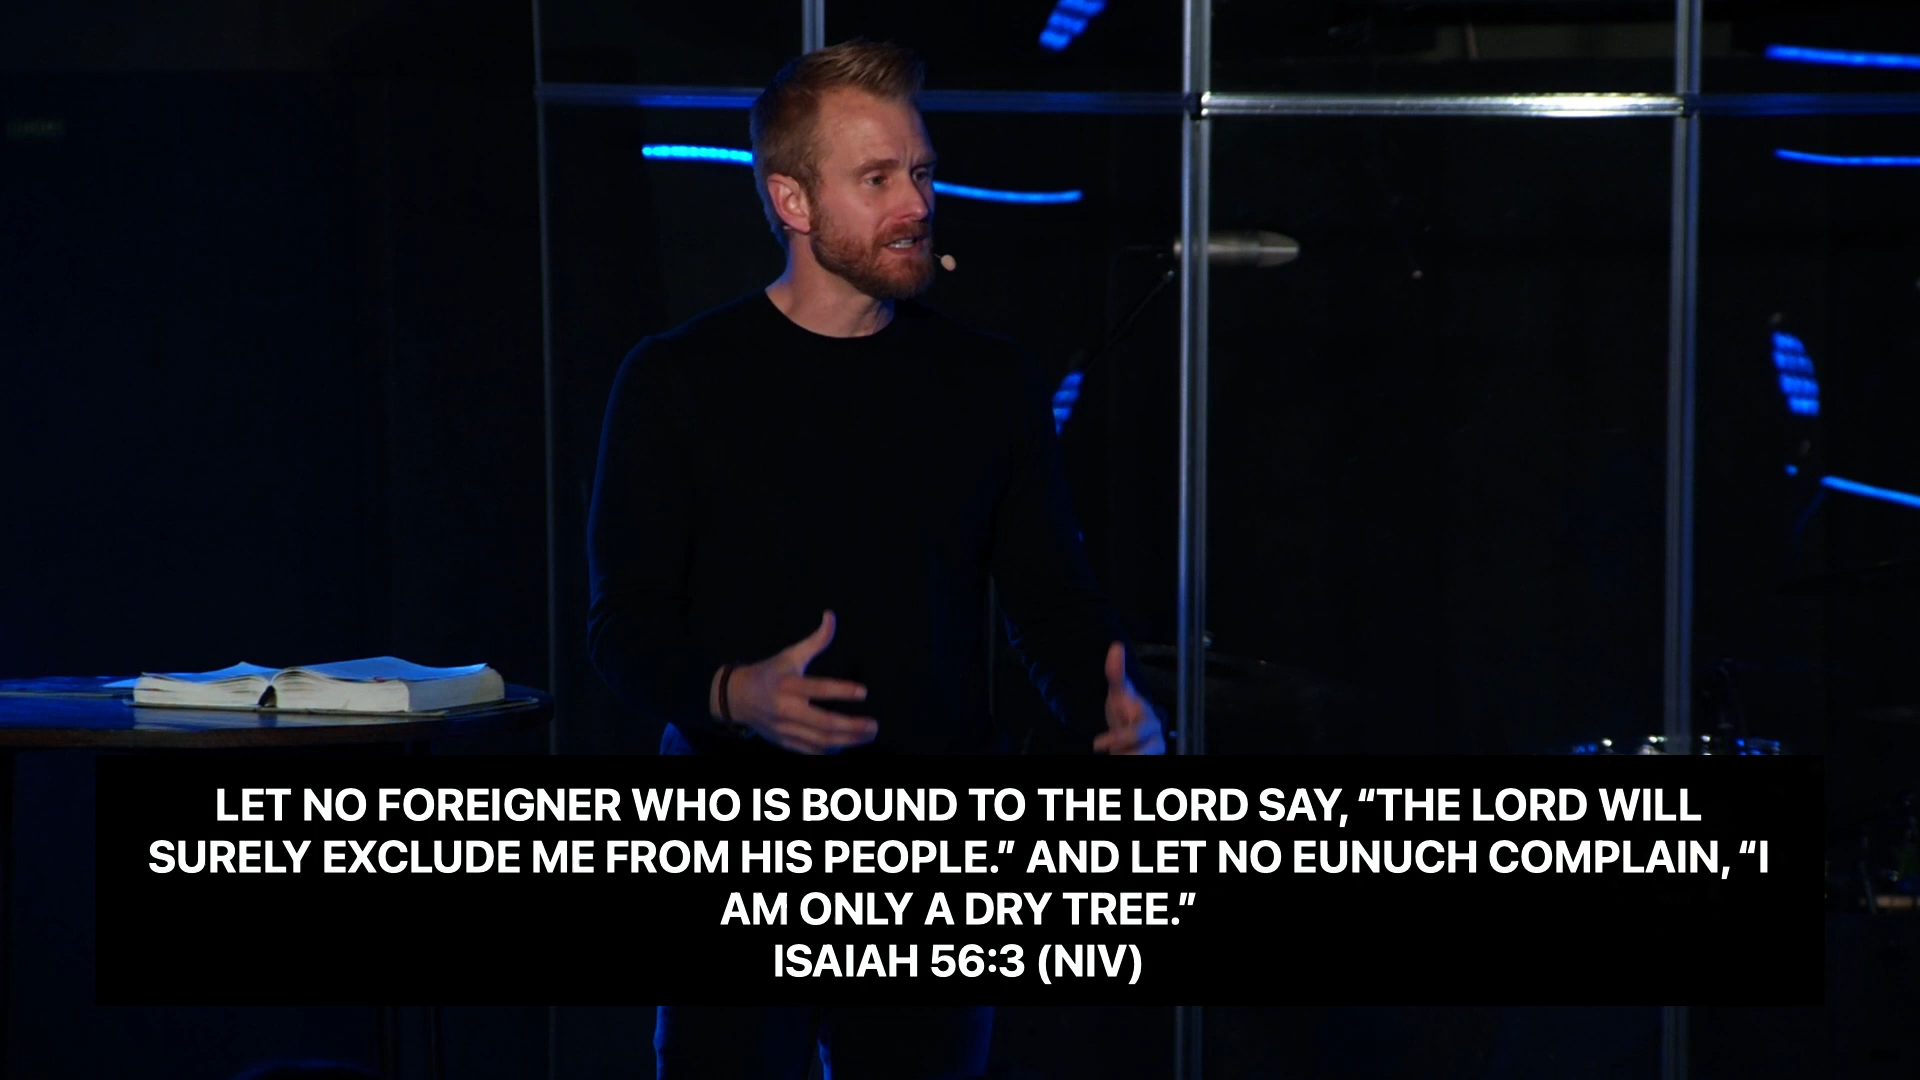 LET NO FOREIGNER WHO IS BOUND TO THE LORD SAY, “THE LORD WILL
SURELY EXCLUDE ME FROM HIS PEOPLE.” AND LET NO EUNUCH COMPLAIN, “I
AM ONLY A DRY TREE.”
ISAIAH 56:3 (NIV)